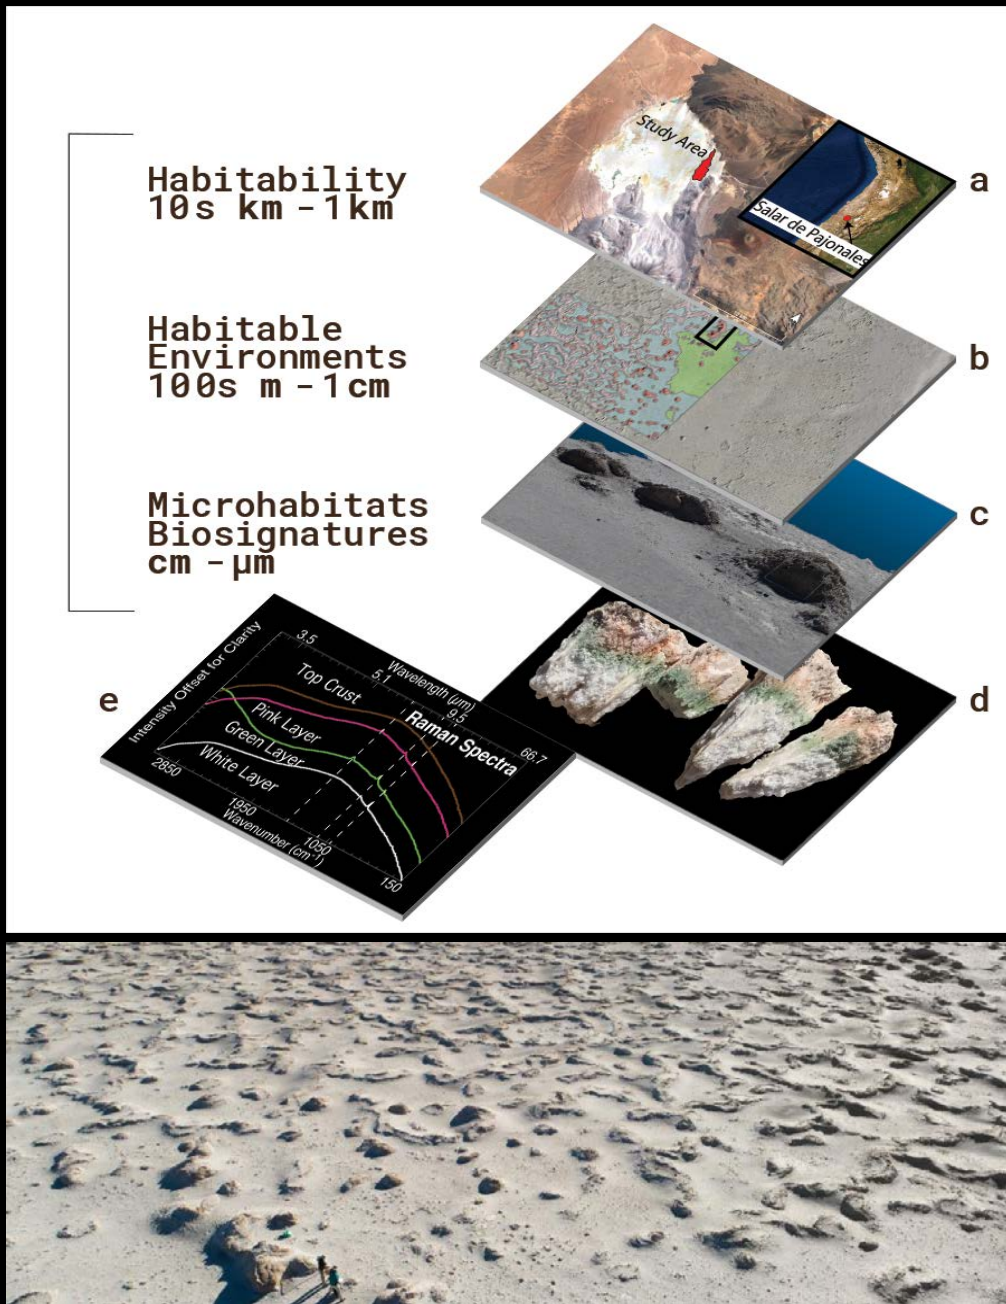 Habitability
10s km – 1km
Habitable
Environments
100s m – 1cm
Microhabitats
Biosignatures
cm – µm
Study Area
Salar de Pajonales
a
b
c
d
e
Intensity Offset for Clarity
3.5
Wavelength (µm)
5.1
9.5
66.7
Raman Spectra
Top Crust
Pink Layer
Green Layer
White Layer
2850
1950
1050
150
Wavenumber (cm-1)